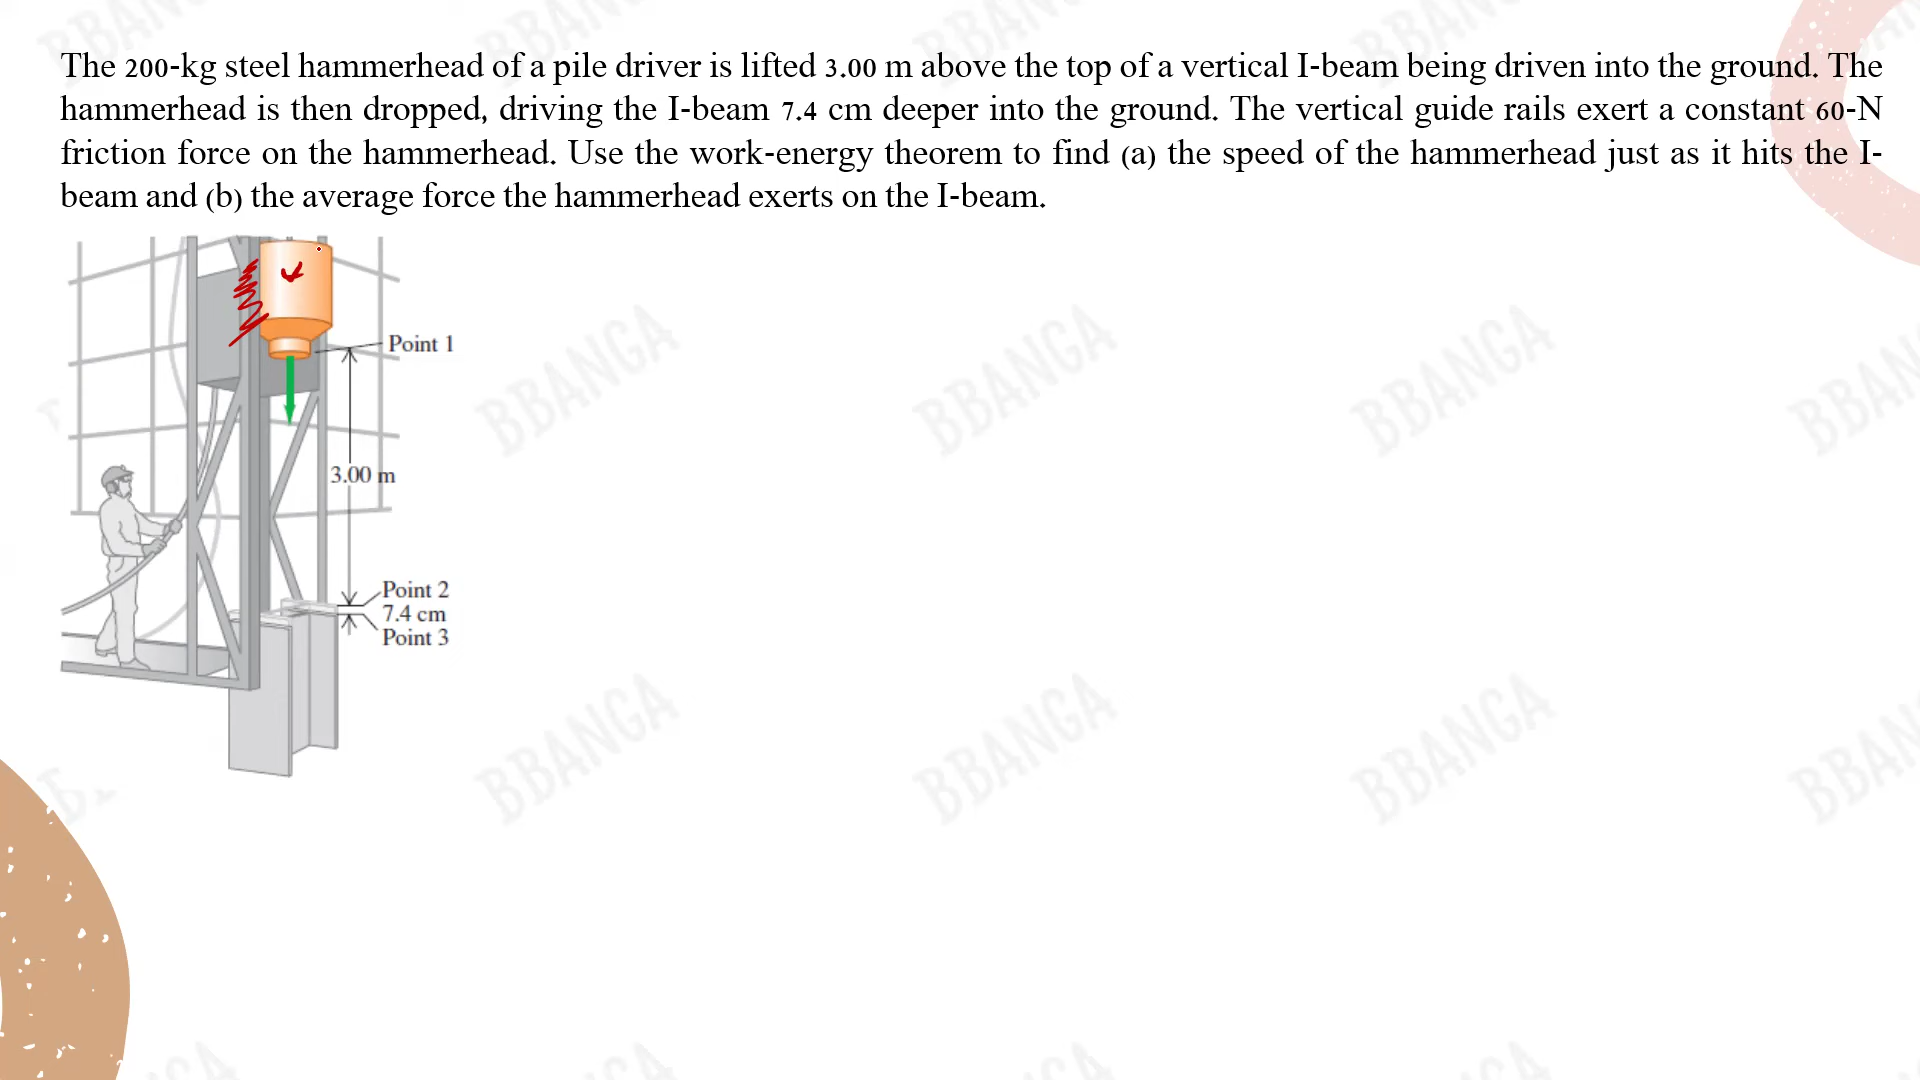 The 200-kg steel hammerhead of a pile driver is lifted 3.00 m above the top of a vertical I-beam being driven into the ground. The
hammerhead is then dropped, driving the I-beam 7.4 cm deeper into the ground. The vertical guide rails exert a constant 60-N
friction force on the hammerhead. Use the work-energy theorem to find (a) the speed of the hammerhead just as it hits the I-
beam and (b) the average force the hammerhead exerts on the I-beam.
Point 1
3.00 m
Point 2
7.4 cm
Point 3
BBANGA BBANGA BBANGA
BBANGA BBANGA BBANGA